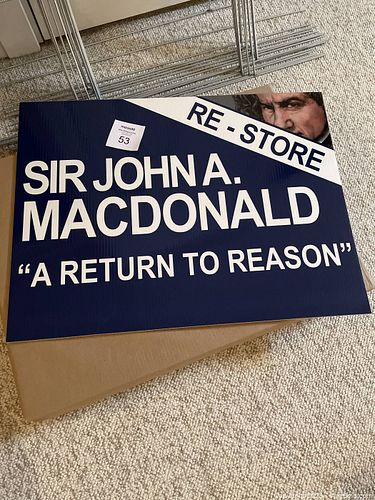 RE - STORE
53
SIR JOHN A.
MACDONALD
“A RETURN TO REASON”